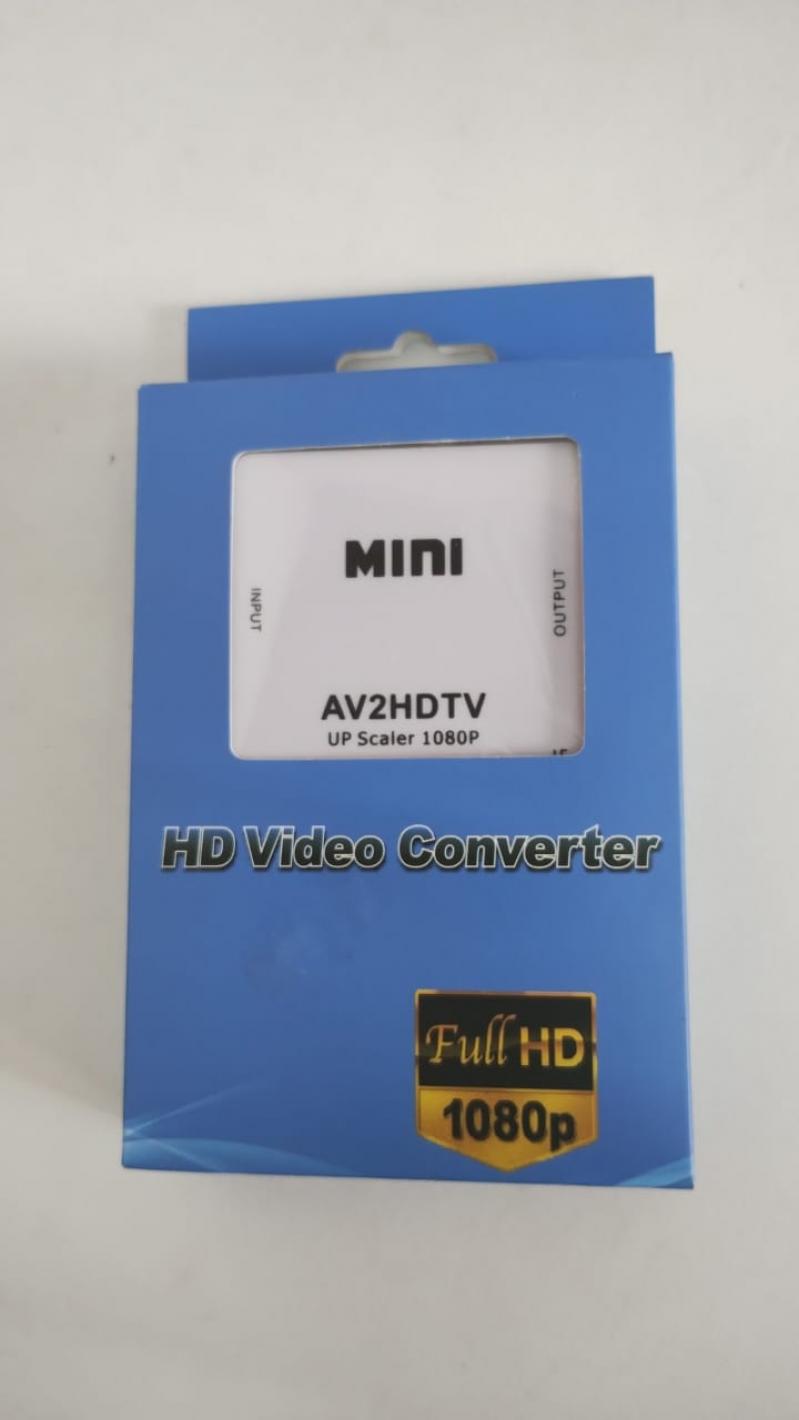 MINI
INPUT
OUTPUT
AV2HDTV
UP Scaler 1080P
HD Video Converter
Full HD
1080p